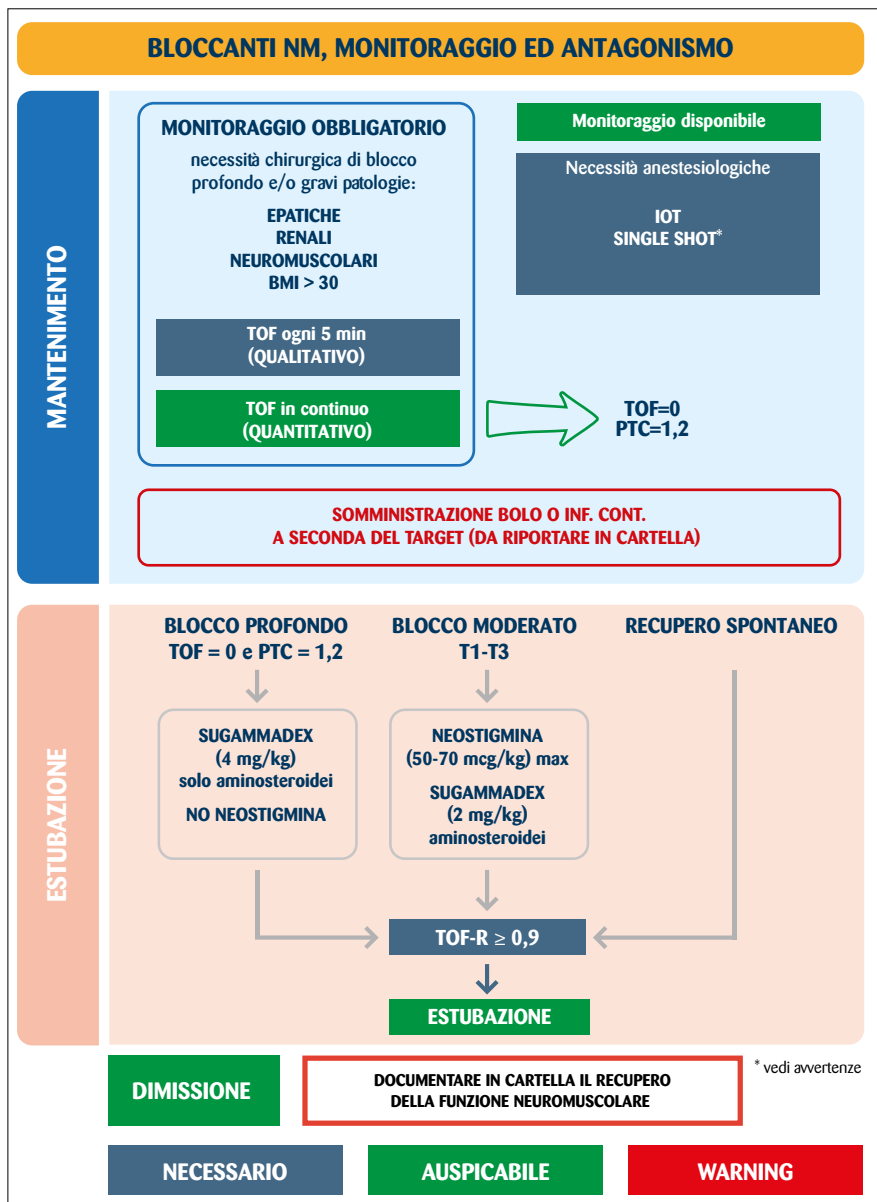 BLOCCANTI NM, MONITORAGGIO ED ANTAGONISMO
MANTENIMENTO
MONITORAGGIO OBBLIGATORIO
necessità chirurgica di blocco
profondo e/o gravi patologie:
EPATICHE
RENALI
NEUROMUSCOLARI
BMI > 30
TOF ogni 5 min
(QUALITATIVO)
TOF in continuo
(QUANTITATIVO)
Monitoraggio disponibile
Necessità anestesiologiche
IOT
SINGLE SHOT*
TOF=0
PTC=1,2
SOMMINISTRAZIONE BOLO O INF. CONT.
A SECONDA DEL TARGET (DA RIPORTARE IN CARTELLA)
ESTUBAZIONE
BLOCCO PROFONDO
TOF = 0 e PTC = 1,2
SUGAMMADEX
(4 mg/kg)
solo aminosteroidei
NO NEOSTIGMINA
BLOCCO MODERATO
T1-T3
NEOSTIGMINA
(50-70 mcg/kg) max
SUGAMMADEX
(2 mg/kg)
aminosteroidei
RECUPERO SPONTANEO
TOF-R ≥ 0,9
ESTUBAZIONE
DIMISSIONE
DOCUMENTARE IN CARTELLA IL RECUPERO
DELLA FUNZIONE NEUROMUSCOLARE
* vedi avvertenze
NECESSARIO
AUSPICABILE
WARNING